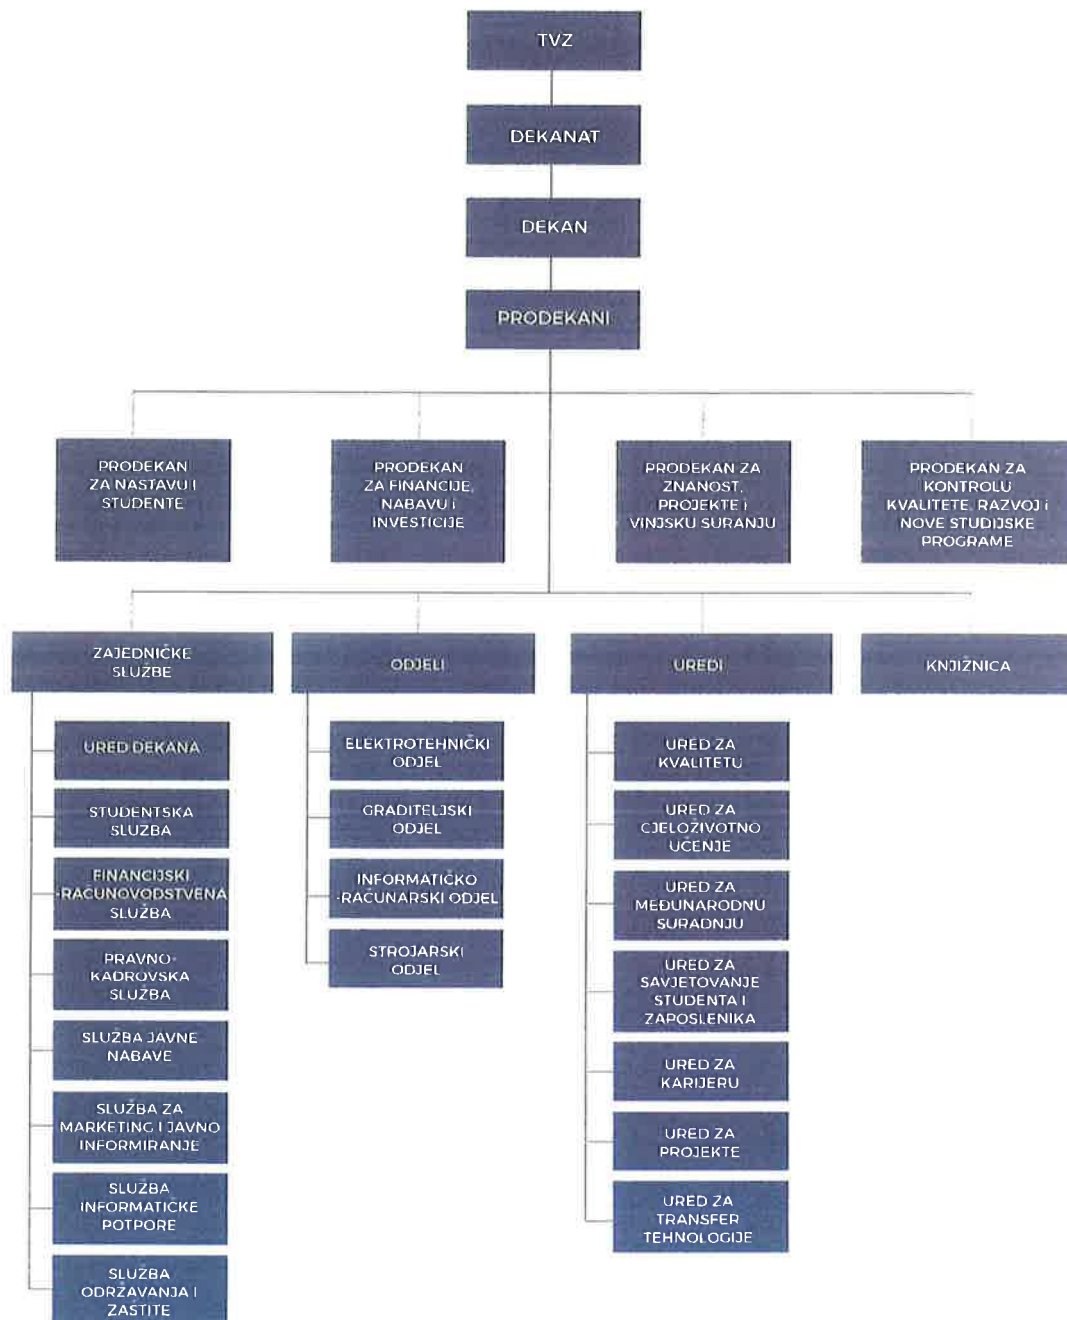 TVZ
DEKANAT
DEKAN
PRODEKANI
PRODEKAN
ZA NASTAVU I
STUDENTE
PRODEKAN
ZA FINANCIJE,
NABAVU i
INVESTICIJE
PRODEKAN ZA
ZNANOST,
PROJEKTE i
VINJSKU SURANJU
PRODEKAN ZA
KONTROLU
KVALITETE, RAZVOJ i
NOVE STUDIJSKE
PROGRAME
ZAJEDNIČKE
SLUŽBE
ODJELI
UREDI
KNJIŽNICA
URED DEKANA
STUDENTSKA
SLUŽBA
FINANCIJSKI
-RAČUNOVODSTVENA
SLUŽBA
PRAVNO-
KADROVSKA
SLUŽBA
SLUŽBA JAVNE
NABAVE
SLUŽBA ZA
MARKETING I JAVNO
INFORMIRANJE
SLUŽBA
INFORMATIČKE
POTPORE
SLUŽBA
ODRŽAVANJA I
ZAŠTITE
ELEKTROTEHNIČKI
ODJEL
GRADITELJSKI
ODJEL
INFORMATIČKO
-RAČUNARSKI ODJEL
STROJARSKI
ODJEL
URED ZA
KVALITETU
URED ZA
CJELOŽIVOTNO
UČENJE
URED ZA
MEĐUNARODNU
SURADNJU
URED ZA
SAVJETOVANJE
STUDENTA I
ZAPOSLENIKA
URED ZA
KARIJERU
URED ZA
PROJEKTE
URED ZA
TRANSFER
TEHNOLOGIJE